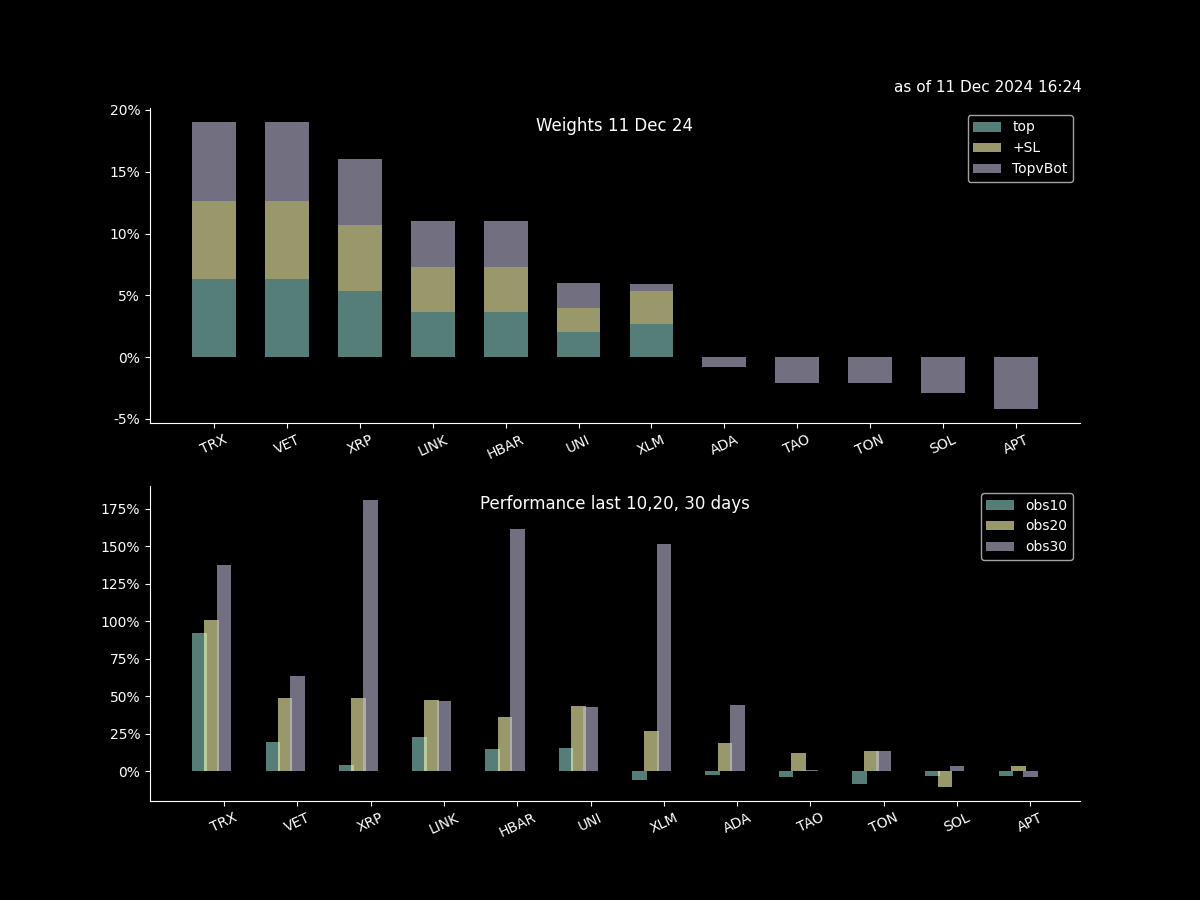 as of 11 Dec 2024 16:24
Weights 11 Dec 24
20%
15%
10%
5%
0%
-5%
top
+SL
TopvBot
TRX VET XRP LINK HBAR UNI XLM ADA TAO TON SOL APT
Performance last 10,20, 30 days
175%
150%
125%
100%
75%
50%
25%
0%
obs10
obs20
obs30
TRX VET XRP LINK HBAR UNI XLM ADA TAO TON SOL APT